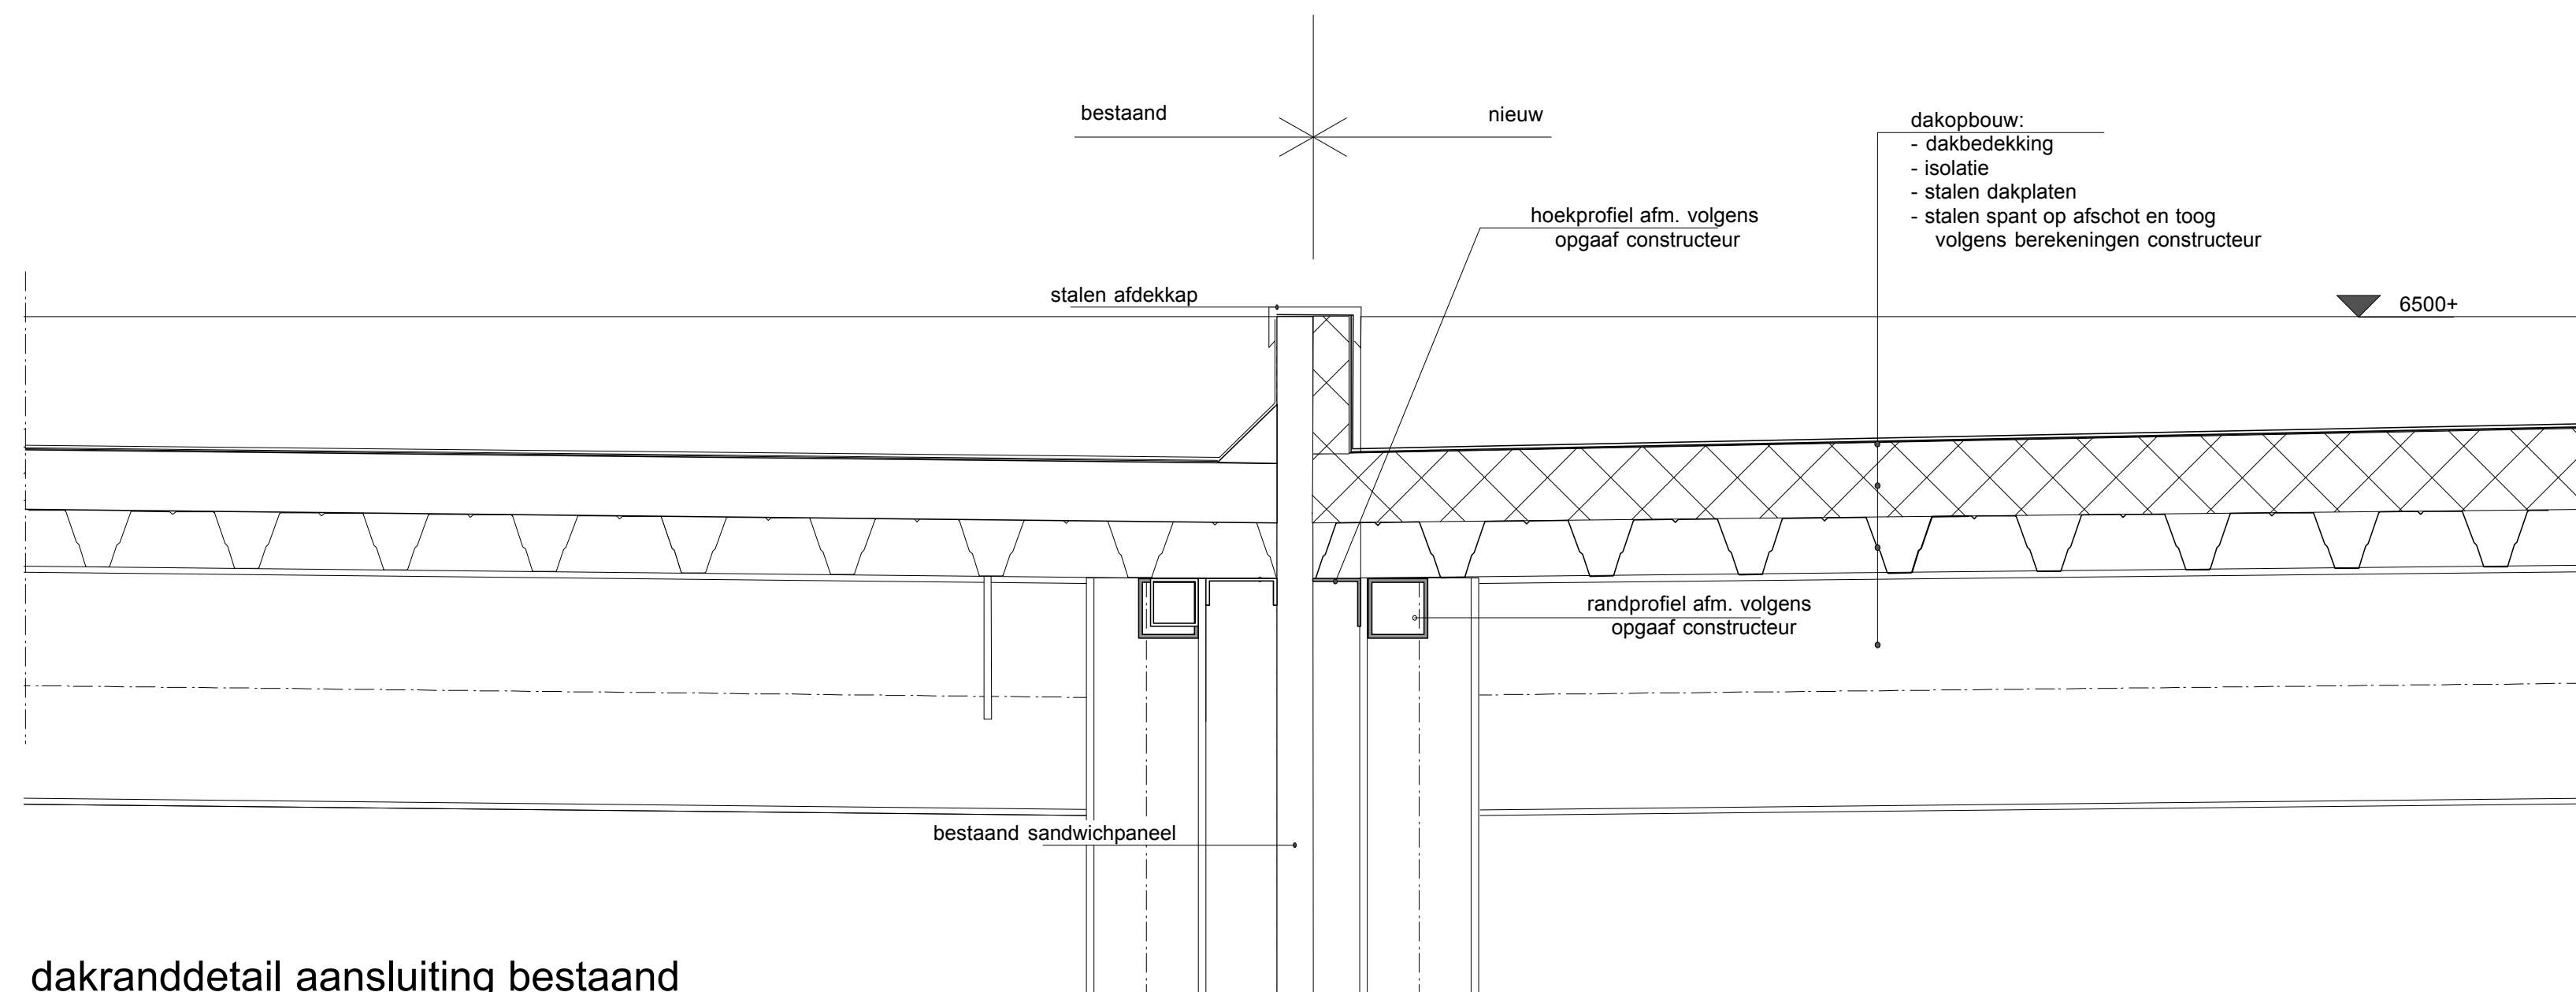 bestaand
nieuw
dakopbouw:
- dakbedekking
- isolatie
- stalen dakplaten
- stalen spant op afschot en toog
volgens berekeningen constructeur
hoekprofiel afm. volgens
opgaaf constructeur
stalen afdekkap
6500+
randprofiel afm. volgens
opgaaf constructeur
bestaand sandwichpaneel
dakranddetail aansluiting bestaand